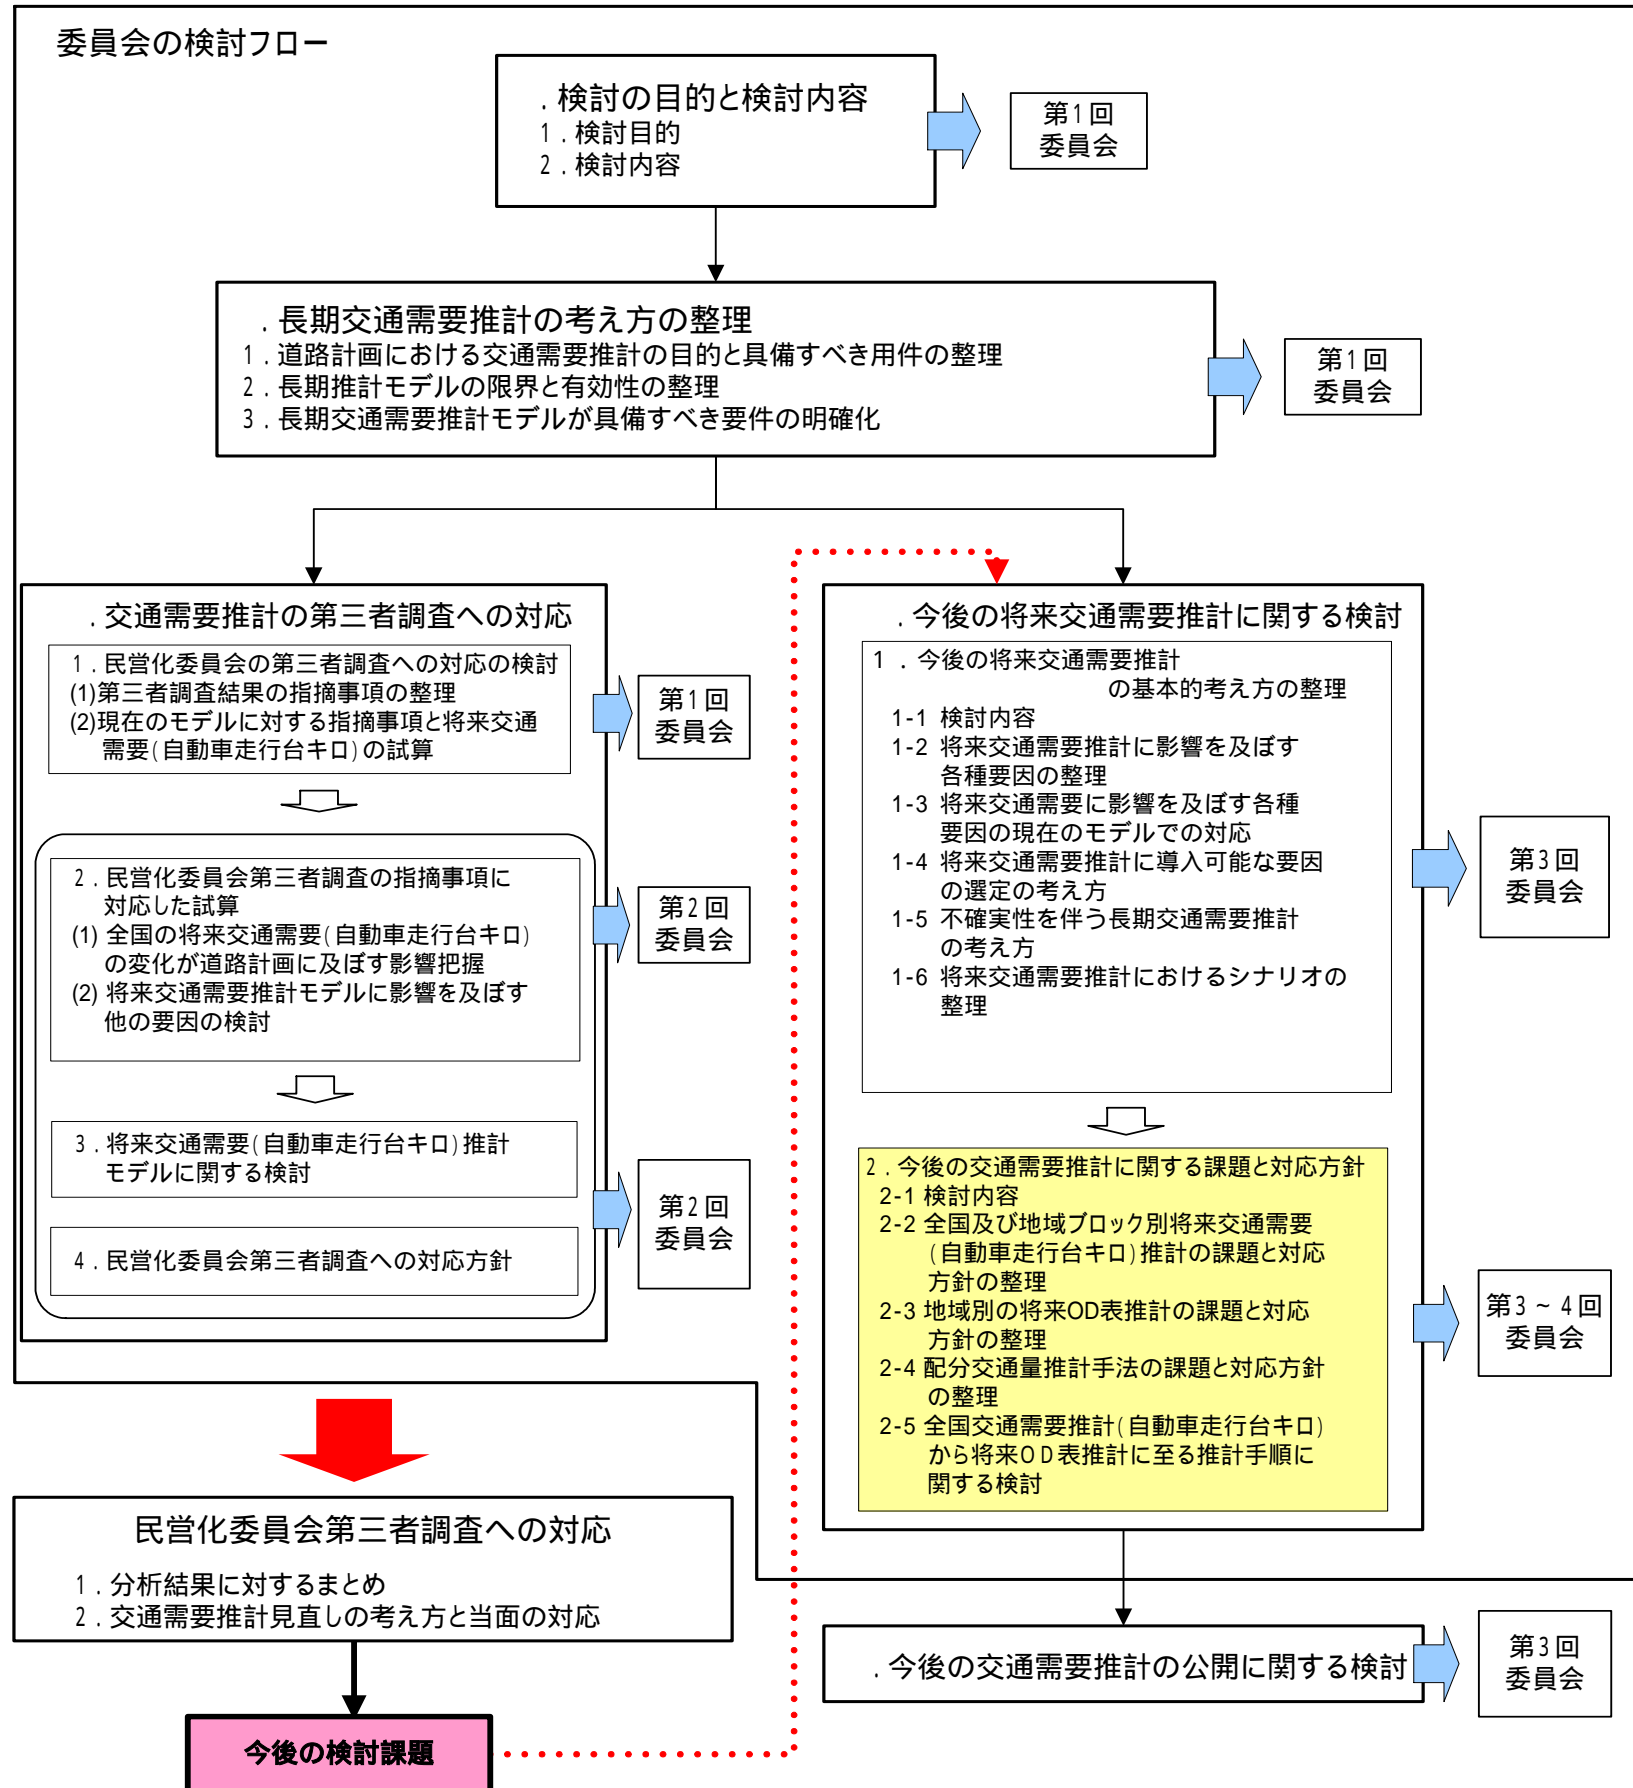 委員会の検討フロー
．検討の目的と検討内容
1．検討目的
2．検討内容
第1回
委員会
．長期交通需要推計の考え方の整理
1．道路計画における交通需要推計の目的と具備すべき用件の整理
2．長期推計モデルの限界と有効性の整理
3．長期交通需要推計モデルが具備すべき要件の明確化
第1回
委員会
．交通需要推計の第三者調査への対応
1．民営化委員会の第三者調査への対応の検討
(1)第三者調査結果の指摘事項の整理
(2)現在のモデルに対する指摘事項と将来交通
需要(自動車走行台キロ)の試算
第1回
委員会
2．民営化委員会第三者調査の指摘事項に
対応した試算
(1) 全国の将来交通需要(自動車走行台キロ)
の変化が道路計画に及ぼす影響把握
(2) 将来交通需要推計モデルに影響を及ぼす
他の要因の検討
第2回
委員会
3．将来交通需要(自動車走行台キロ)推計
モデルに関する検討
4．民営化委員会第三者調査への対応方針
第2回
委員会
．今後の将来交通需要推計に関する検討
1．今後の将来交通需要推計
の基本的考え方の整理
1-1 検討内容
1-2 将来交通需要推計に影響を及ぼす
各種要因の整理
1-3 将来交通需要に影響を及ぼす各種
要因の現在のモデルでの対応
1-4 将来交通需要推計に導入可能な要因
の選定の考え方
1-5 不確実性を伴う長期交通需要推計
の考え方
1-6 将来交通需要推計におけるシナリオの
整理
第3回
委員会
2．今後の交通需要推計に関する課題と対応方針
2-1 検討内容
2-2 全国及び地域ブロック別将来交通需要
(自動車走行台キロ)推計の課題と対応
方針の整理
2-3 地域別の将来OD表推計の課題と対応
方針の整理
2-4 配分交通量推計手法の課題と対応方針
の整理
2-5 全国交通需要推計(自動車走行台キロ)
から将来OD表推計に至る推計手順に
関する検討
第3～4回
委員会
民営化委員会第三者調査への対応
1．分析結果に対するまとめ
2．交通需要推計見直しの考え方と当面の対応
今後の検討課題
．今後の交通需要推計の公開に関する検討
第3回
委員会